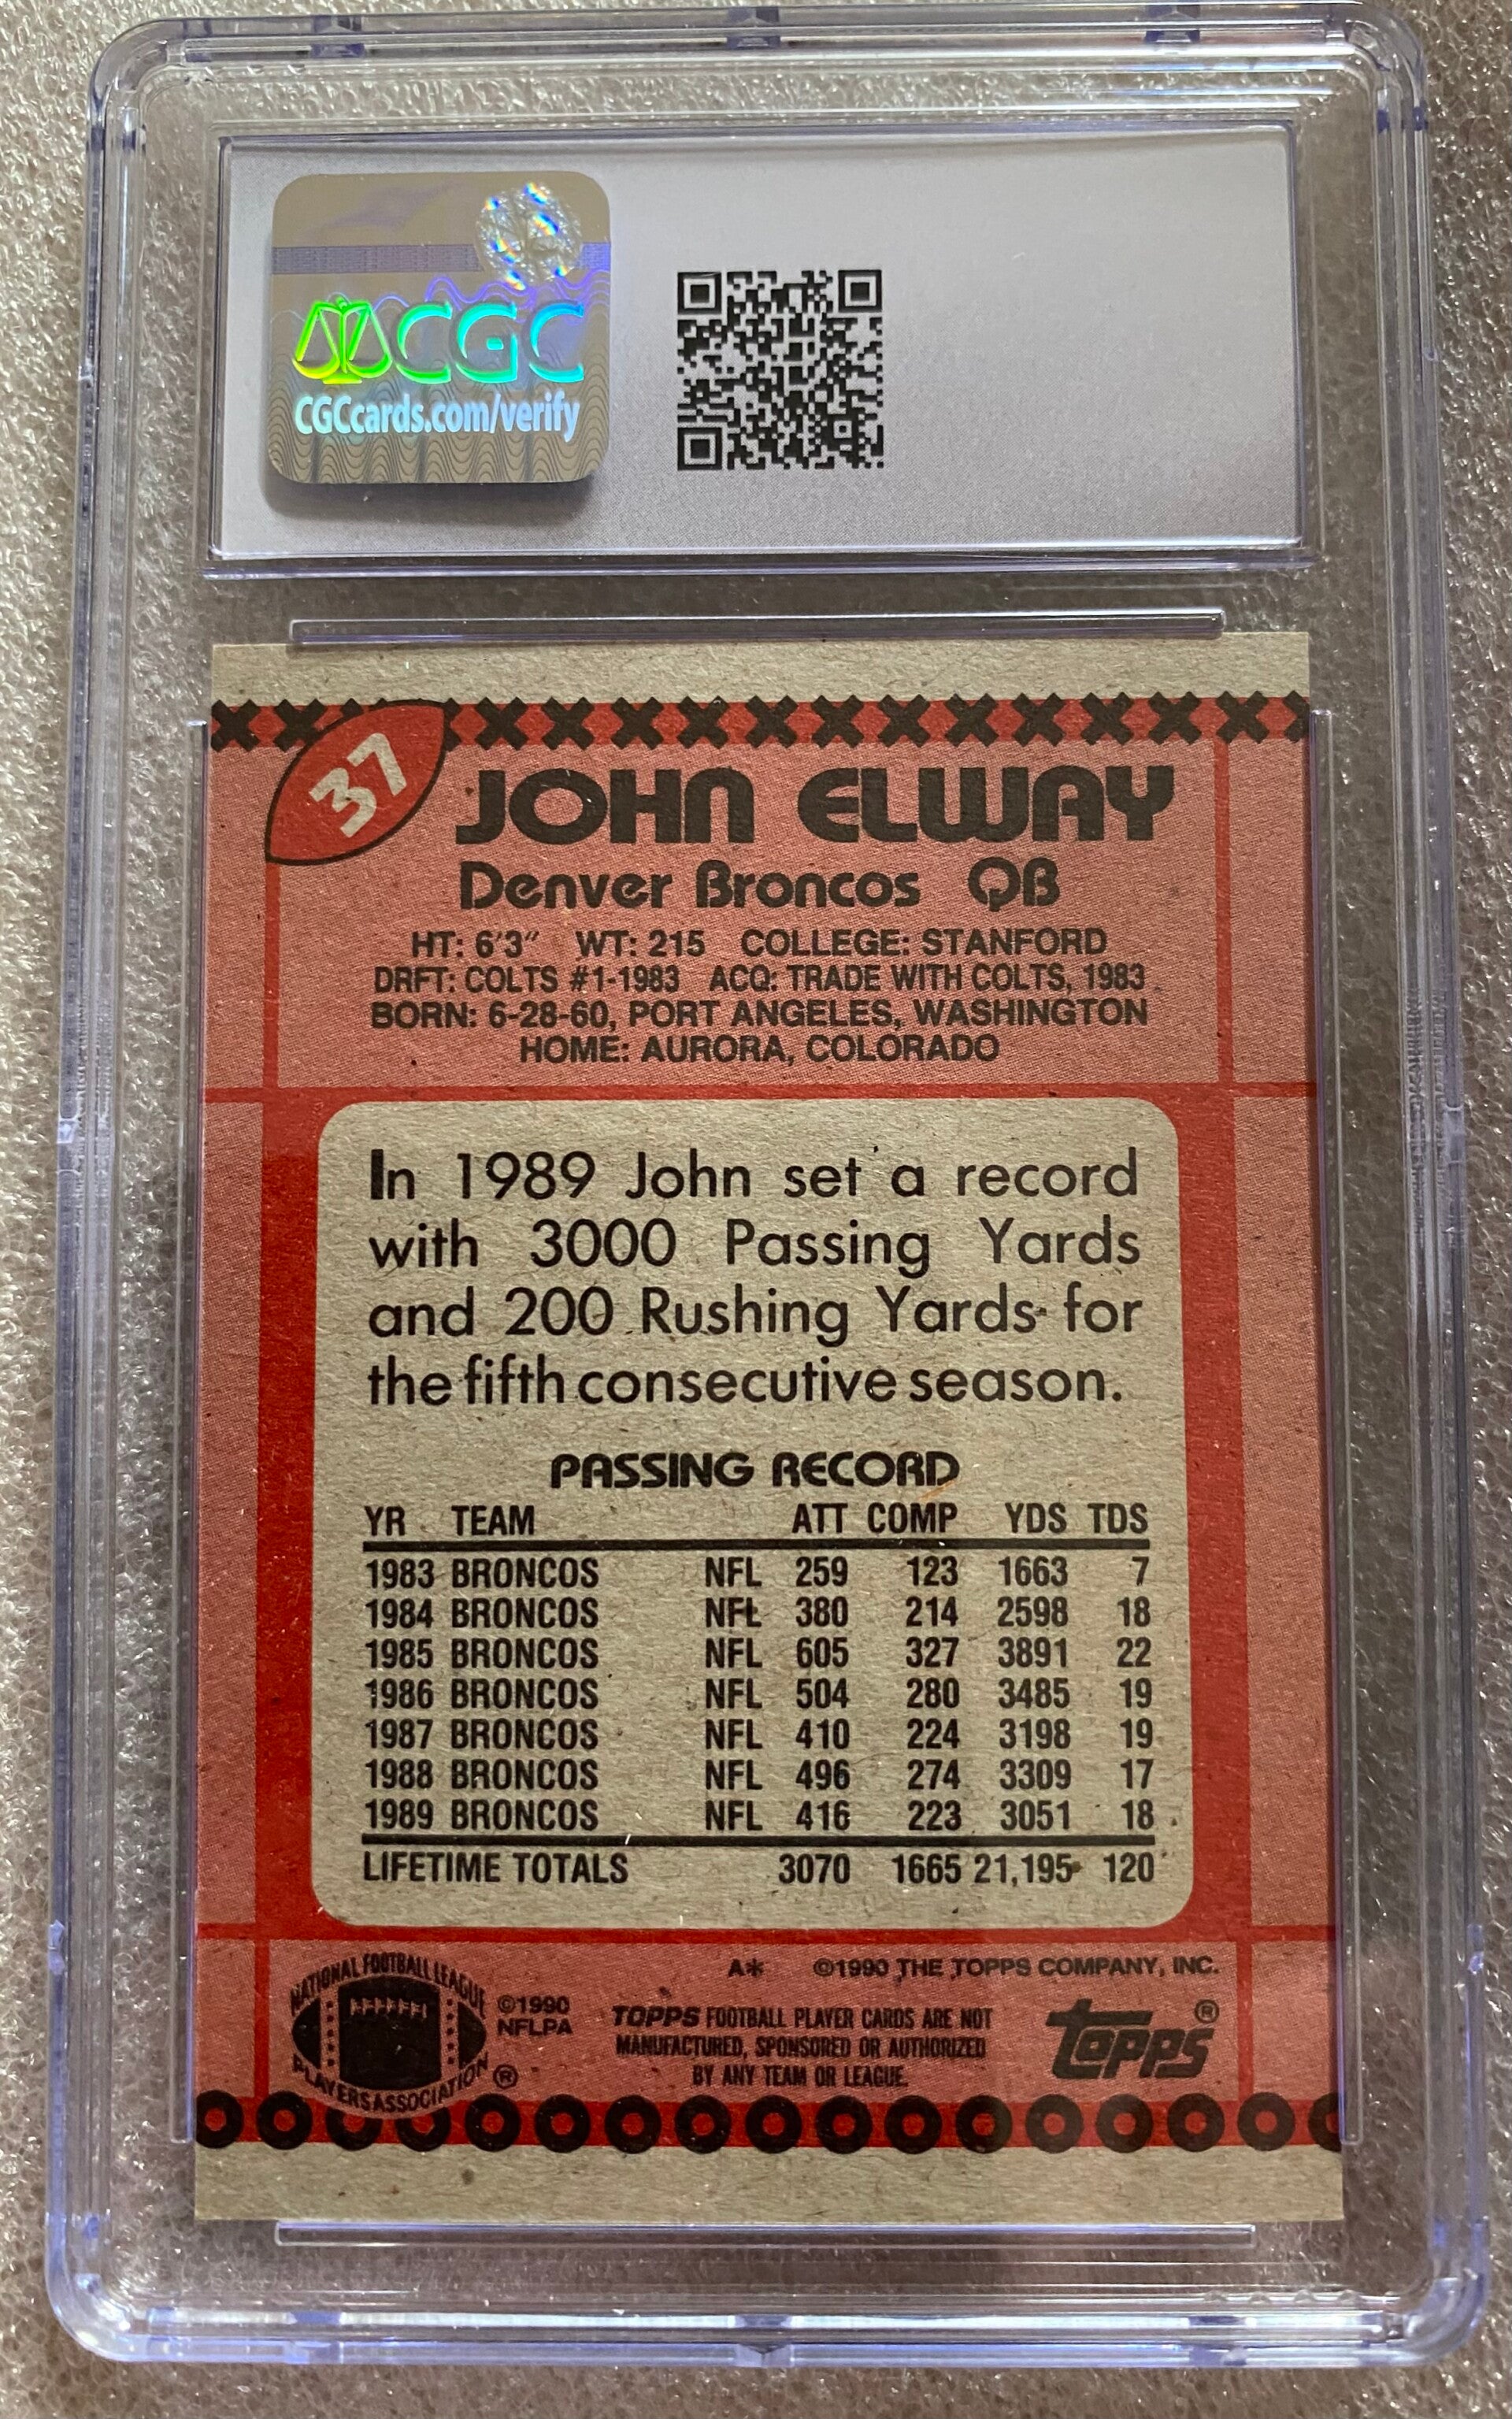 CGC
CGCcards.com/verify
37
JOHN ELWAY
Denver Broncos QB
HT: 6'3" WT: 215 COLLEGE: STANFORD
DRFT: COLTS #1-1983 ACQ: TRADE WITH COLTS, 1983
BORN: 6-28-60, PORT ANGELES, WASHINGTON
HOME: AURORA, COLORADO
In 1989 John set a record
with 3000 Passing Yards
and 200 Rushing Yards for
the fifth consecutive season.
PASSING RECORD
YR TEAM ATT COMP YDS TDS
1983 BRONCOS NFL 259 123 1663 7
1984 BRONCOS NFL 380 214 2598 18
1985 BRONCOS NFL 605 327 3891 22
1986 BRONCOS NFL 504 280 3485 19
1987 BRONCOS NFL 410 224 3198 19
1988 BRONCOS NFL 496 274 3309 17
1989 BRONCOS NFL 416 223 3051 18
LIFETIME TOTALS 3070 1665 21,195 120
A* ©1990 THE TOPPS COMPANY, INC.
NATIONAL FOOTBALL LEAGUE
PLAYERS ASSOCIATION ®
©1990
NFLPA
TOPPS FOOTBALL PLAYER CARDS ARE NOT
MANUFACTURED, SPONSORED OR AUTHORIZED
BY ANY TEAM OR LEAGUE.
topps ®